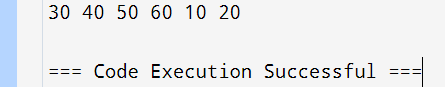 30 40 50 60 10 20
=== Code Execution Successful ===